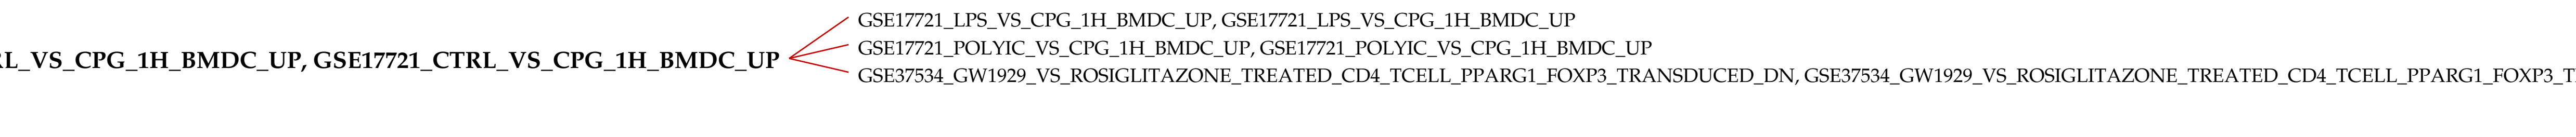 GSE17721_LPS_VS_CPG_1H_BMDC_UP, GSE17721_LPS_VS_CPG_1H_BMDC_UP
GSE17721_POLYIC_VS_CPG_1H_BMDC_UP, GSE17721_POLYIC_VS_CPG_1H_BMDC_UP
RL_VS_CPG_1H_BMDC_UP, GSE17721_CTRL_VS_CPG_1H_BMDC_UP
GSE37534_GW1929_VS_ROSIGLITAZONE_TREATED_CD4_TCELL_PPARG1_FOXP3_TRANSDUCED_DN, GSE37534_GW1929_VS_ROSIGLITAZONE_TREATED_CD4_TCELL_PPARG1_FOXP3_T